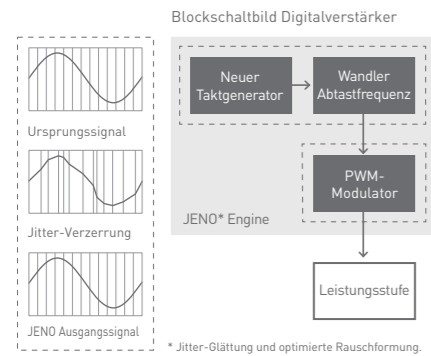 Blockschaltbild Digitalverstärker
Ursprungssignal
Jitter-Verzerrung
JENO Ausgangssignal
Neuer
Taktgenerator
Wandler
Abtastfrequenz
PWM-
Modulator
JENO* Engine
Leistungsstufe
* Jitter-Glättung und optimierte Rauschformung.